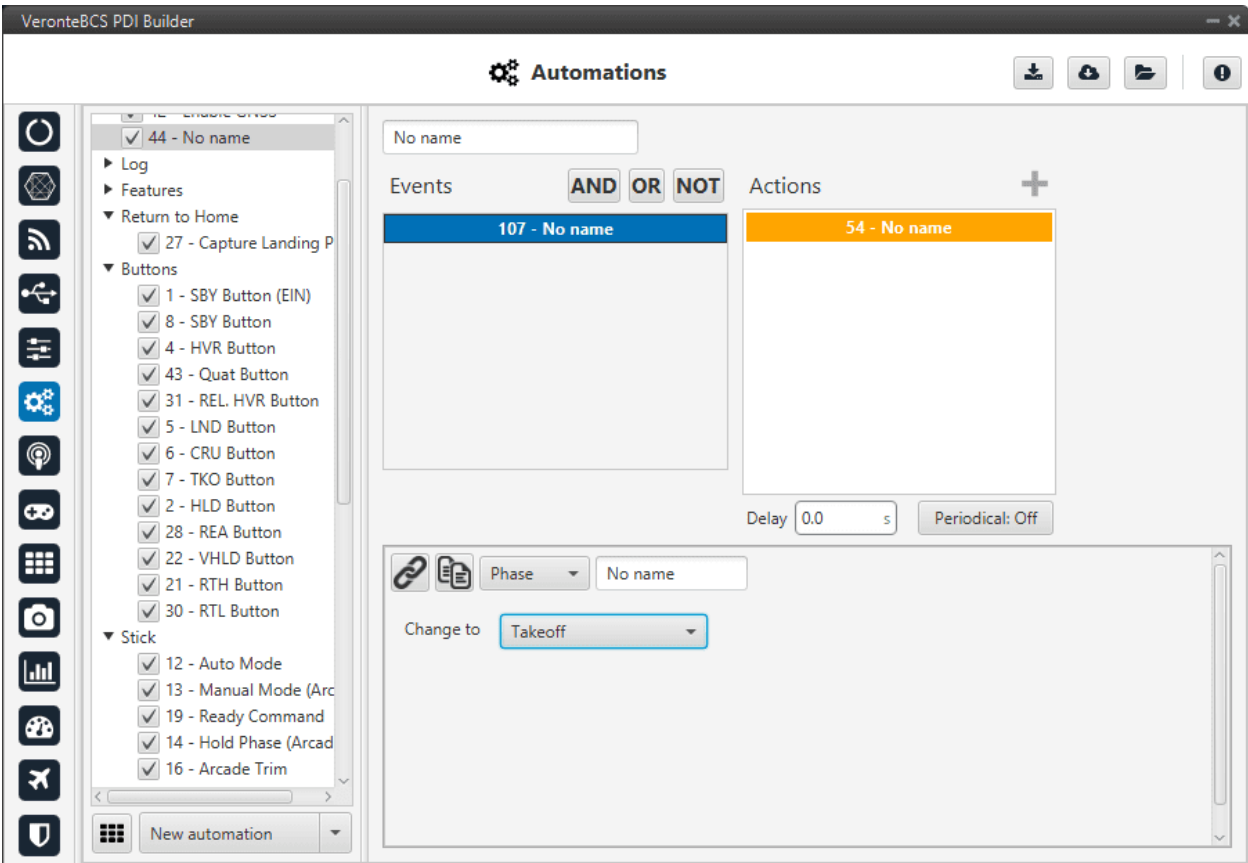 VeronteBCS PDI Builder
Automations
44 - No name
Log
Features
Return to Home
27 - Capture Landing P
Buttons
1 - SBY Button (EIN)
8 - SBY Button
4 - HVR Button
43 - Quat Button
31 - REL. HVR Button
5 - LND Button
6 - CRU Button
7 - TKO Button
2 - HLD Button
28 - REA Button
22 - VHLD Button
21 - RTH Button
30 - RTL Button
Stick
12 - Auto Mode
13 - Manual Mode (Arc
19 - Ready Command
14 - Hold Phase (Arcad
16 - Arcade Trim
New automation
No name
Events AND OR NOT
107 - No name
Actions
54 - No name
Delay 0.0 s Periodical: Off
Phase No name
Change to Takeoff